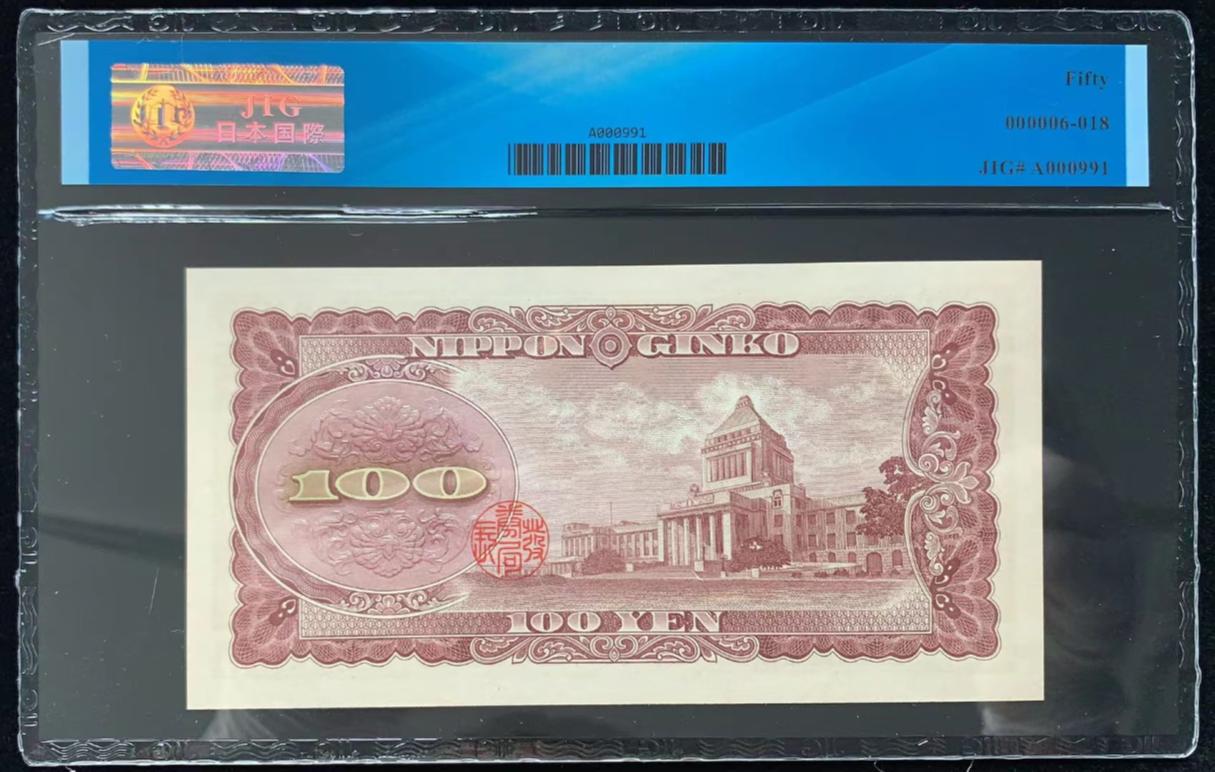 JIG
日本国際
A000991
Fifty
000006-018
JIG# A000991
NIPPON GINKO
100
100 YEN